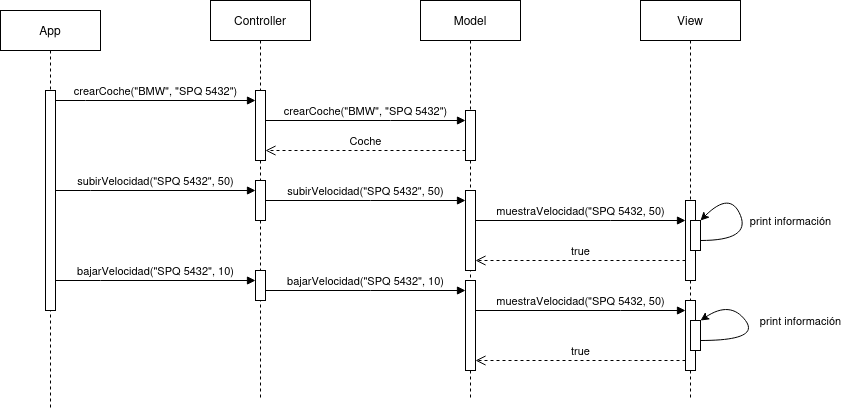 App
Controller
Model
View
crearCoche("BMW", "SPQ 5432")
crearCoche("BMW", "SPQ 5432")
Coche
subirVelocidad("SPQ 5432", 50)
subirVelocidad("SPQ 5432", 50)
muestraVelocidad("SPQ 5432, 50)
print información
true
bajarVelocidad("SPQ 5432", 10)
bajarVelocidad("SPQ 5432", 10)
muestraVelocidad("SPQ 5432, 50)
print información
true